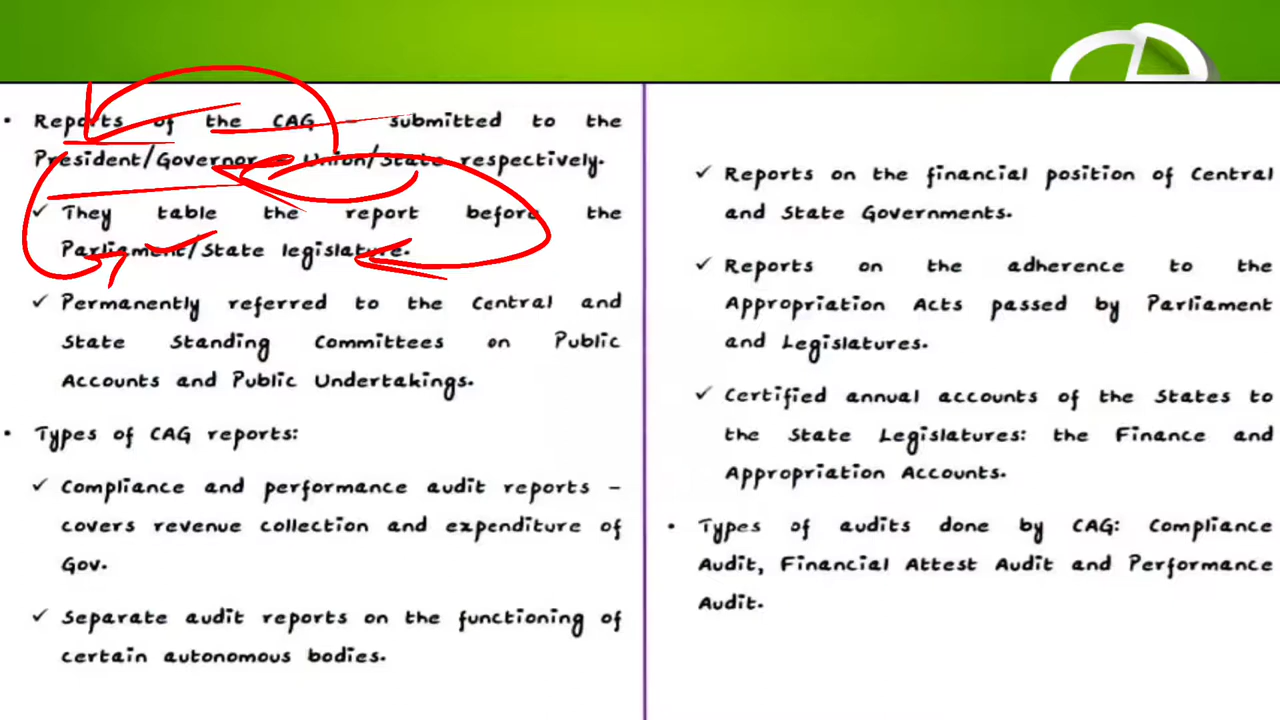 • Reports of the CAG – submitted to the
President/Governor – Union/State respectively.
✓ They table the report before the
Parliament/State legislature.
✓ Permanently referred to the Central and
State Standing Committees on Public
Accounts and Public Undertakings.
• Types of CAG reports:
✓ Compliance and performance audit reports –
covers revenue collection and expenditure of
Gov.
✓ Separate audit reports on the functioning of
certain autonomous bodies.
✓ Reports on the financial position of Central
and State Governments.
✓ Reports on the adherence to the
Appropriation Acts passed by Parliament
and Legislatures.
✓ Certified annual accounts of the States to
the State Legislatures: the Finance and
Appropriation Accounts.
• Types of audits done by CAG: Compliance
Audit, Financial Attest Audit and Performance
Audit.